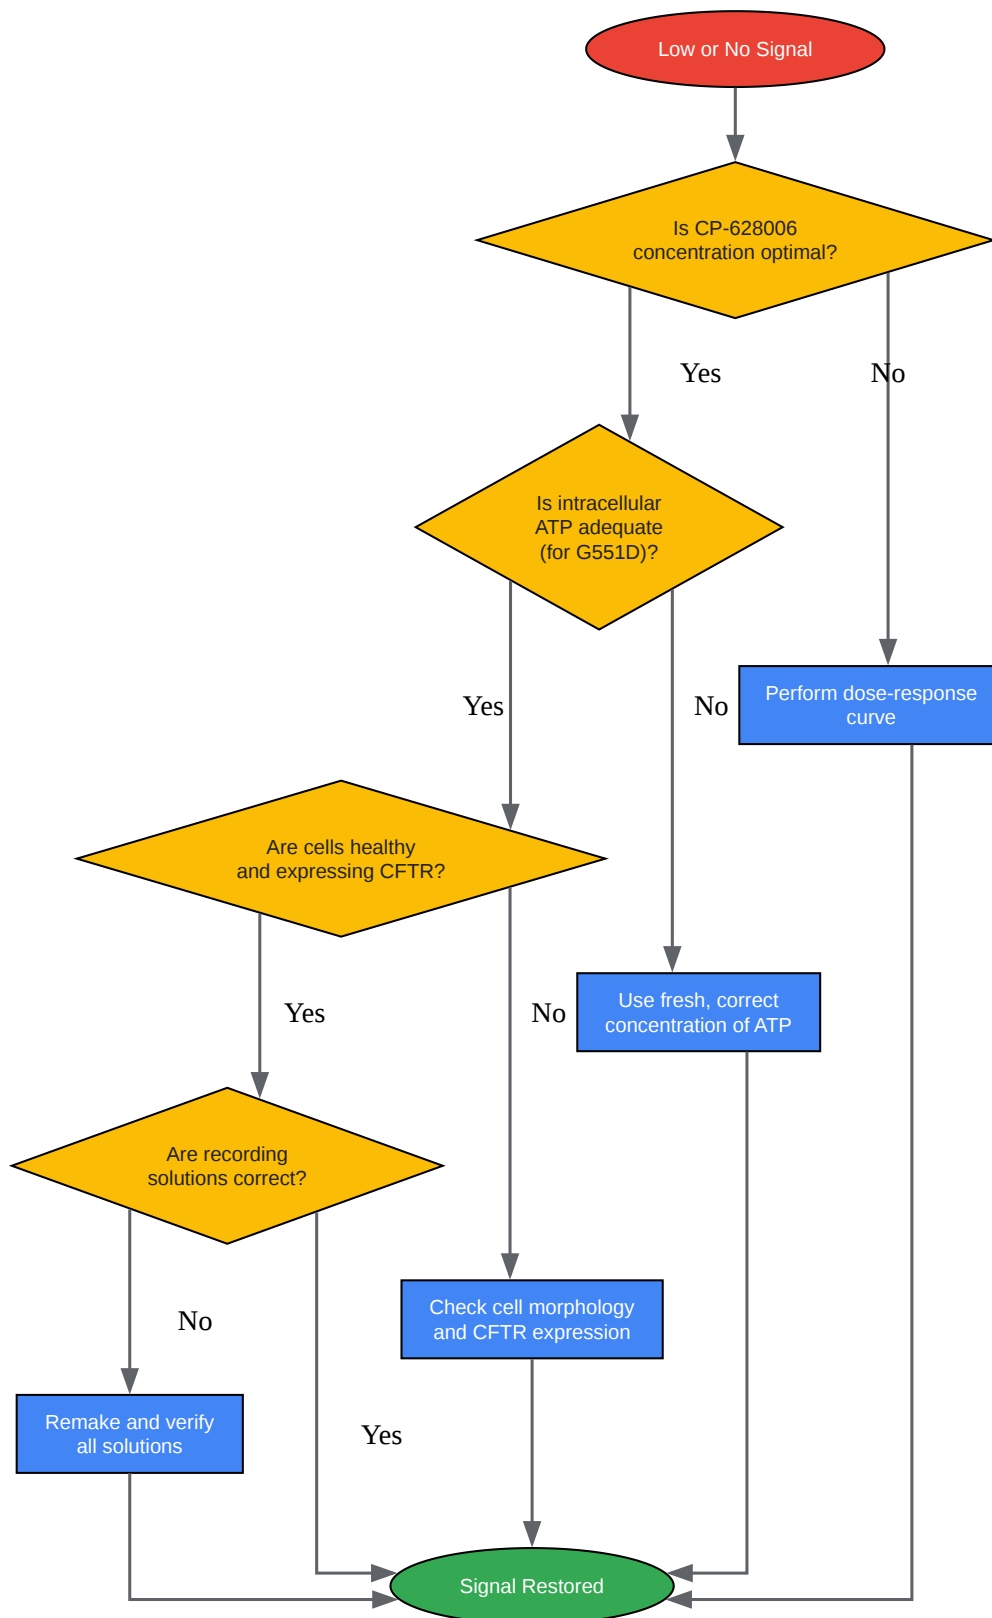 Low or No Signal
Is CP-628006
concentration optimal?
Yes
No
Is intracellular
ATP adequate
(for G551D)?
Yes
No
Perform dose-response
curve
Are cells healthy
and expressing CFTR?
Yes
No
Use fresh, correct
concentration of ATP
Are recording
solutions correct?
No
Check cell morphology
and CFTR expression
Yes
Remake and verify
all solutions
Signal Restored